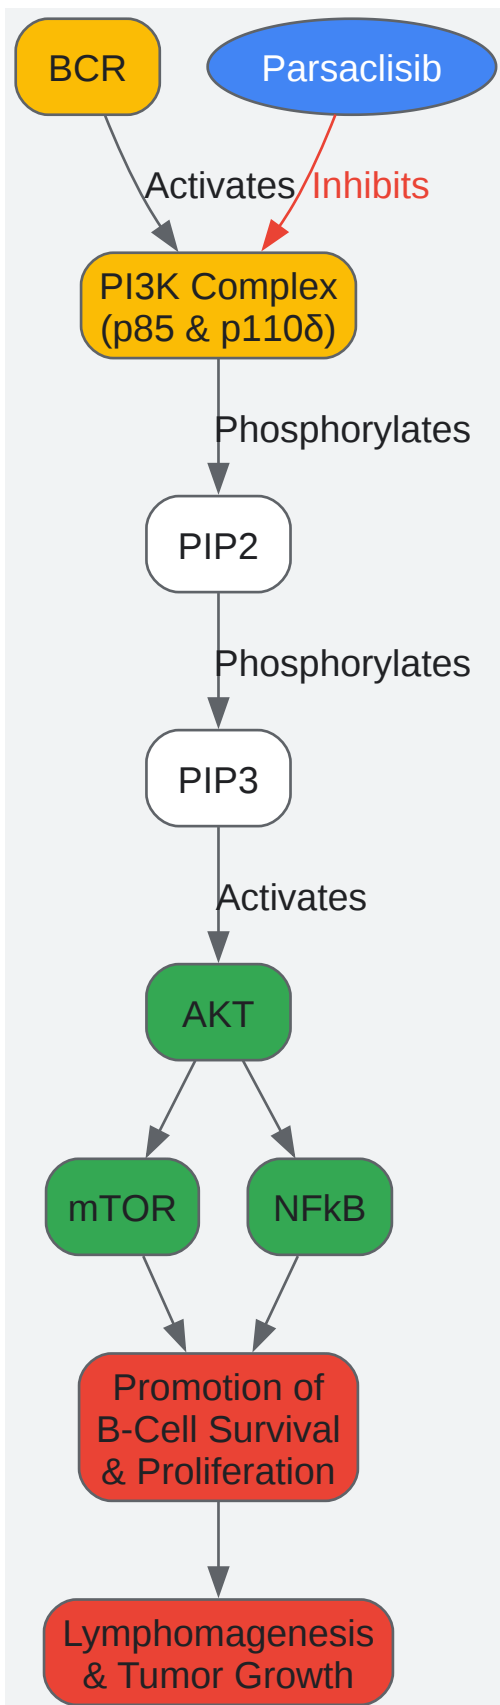 BCR
Parsaclisib
Activates
Inhibits
PI3K Complex
(p85 & p110δ)
Phosphorylates
PIP2
Phosphorylates
PIP3
Activates
AKT
mTOR
NFkB
Promotion of
B-Cell Survival
& Proliferation
Lymphomagenesis
& Tumor Growth